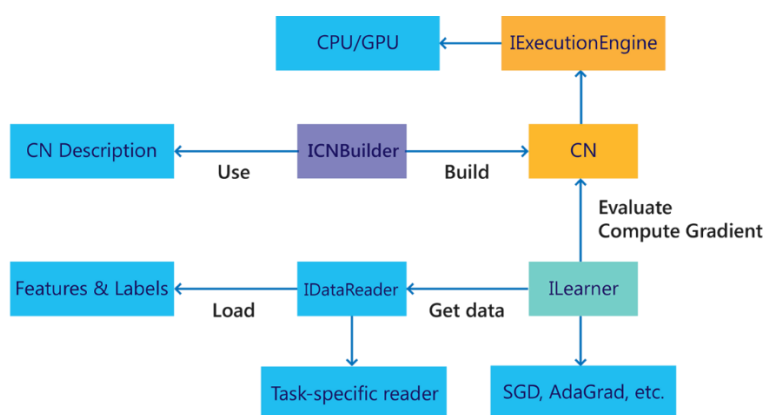 CPU/GPU
IExecutionEngine
CN Description
Use
ICNBuilder
Build
CN
Evaluate
Compute Gradient
Features & Labels
Load
IDataReader
Get data
ILearner
Task-specific reader
SGD, AdaGrad, etc.